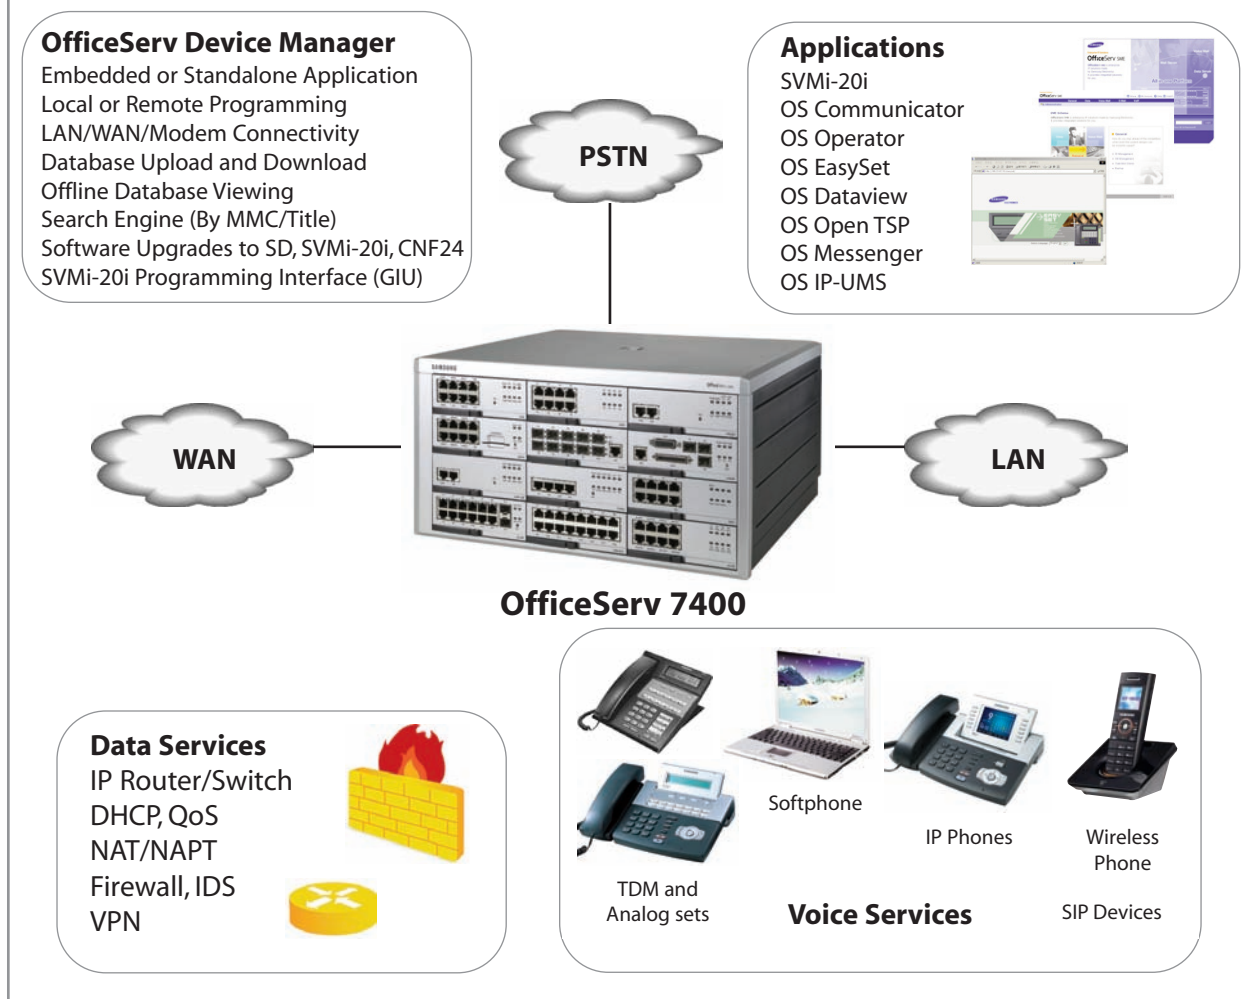 OfficeServ Device Manager
Embedded or Standalone Application
Local or Remote Programming
LAN/WAN/Modem Connectivity
Database Upload and Download
Offline Database Viewing
Search Engine (By MMC/Title)
Software Upgrades to SD, SVMi-20i, CNF24
SVMi-20i Programming Interface (GIU)
PSTN
Applications
SVMi-20i
OS Communicator
OS Operator
OS EasySet
OS Dataview
OS Open TSP
OS Messenger
OS IP-UMS
OfficeServ
SAMSUNG
WAN
LAN
OfficeServ 7400
Data Services
IP Router/Switch
DHCP, QoS
NAT/NAPT
Firewall, IDS
VPN
Softphone
IP Phones
Wireless
Phone
TDM and
Analog sets
Voice Services
SIP Devices